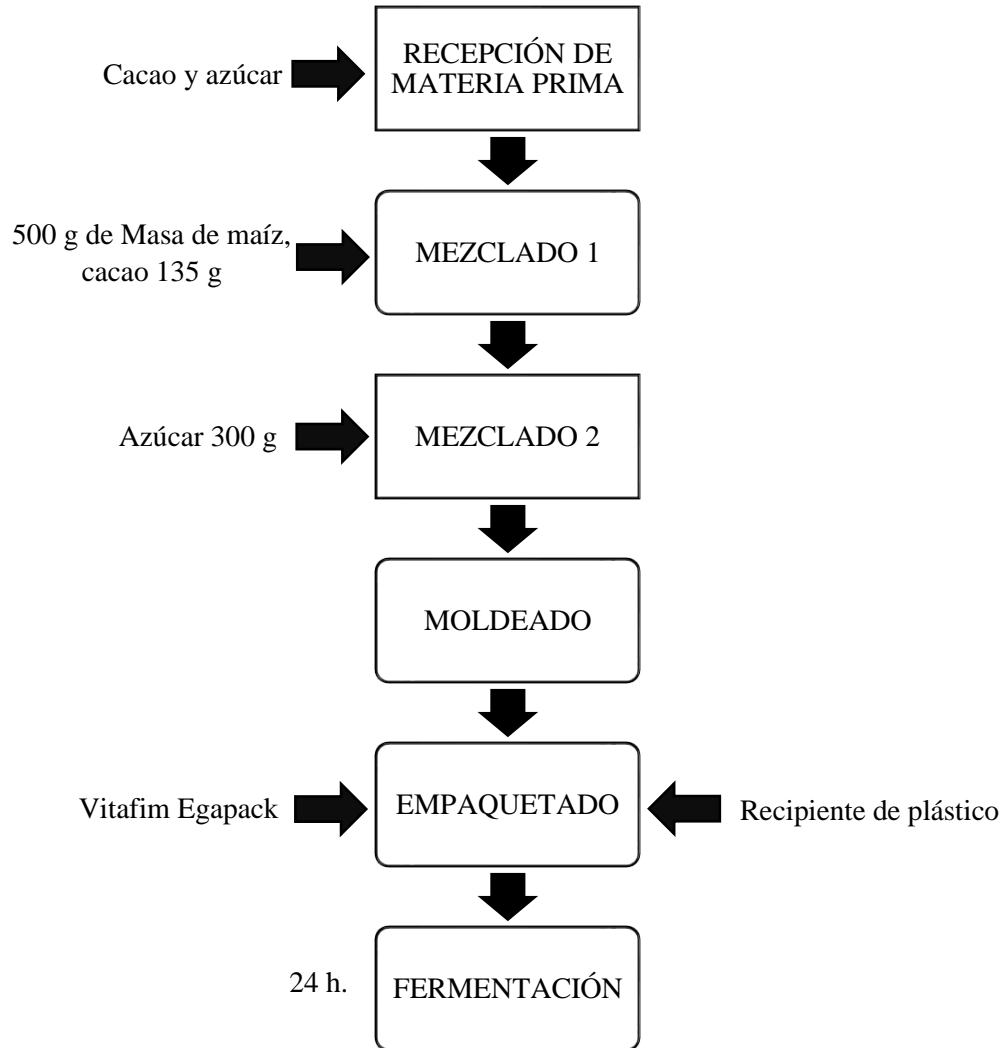 Cacao y azúcar
RECEPCIÓN DE
MATERIA PRIMA
500 g de Masa de maíz,
cacao 135 g
MEZCLADO 1
Azúcar 300 g
MEZCLADO 2
MOLDEADO
Vitafim Egapack
EMPAQUETADO
Recipiente de plástico
24 h.
FERMENTACIÓN